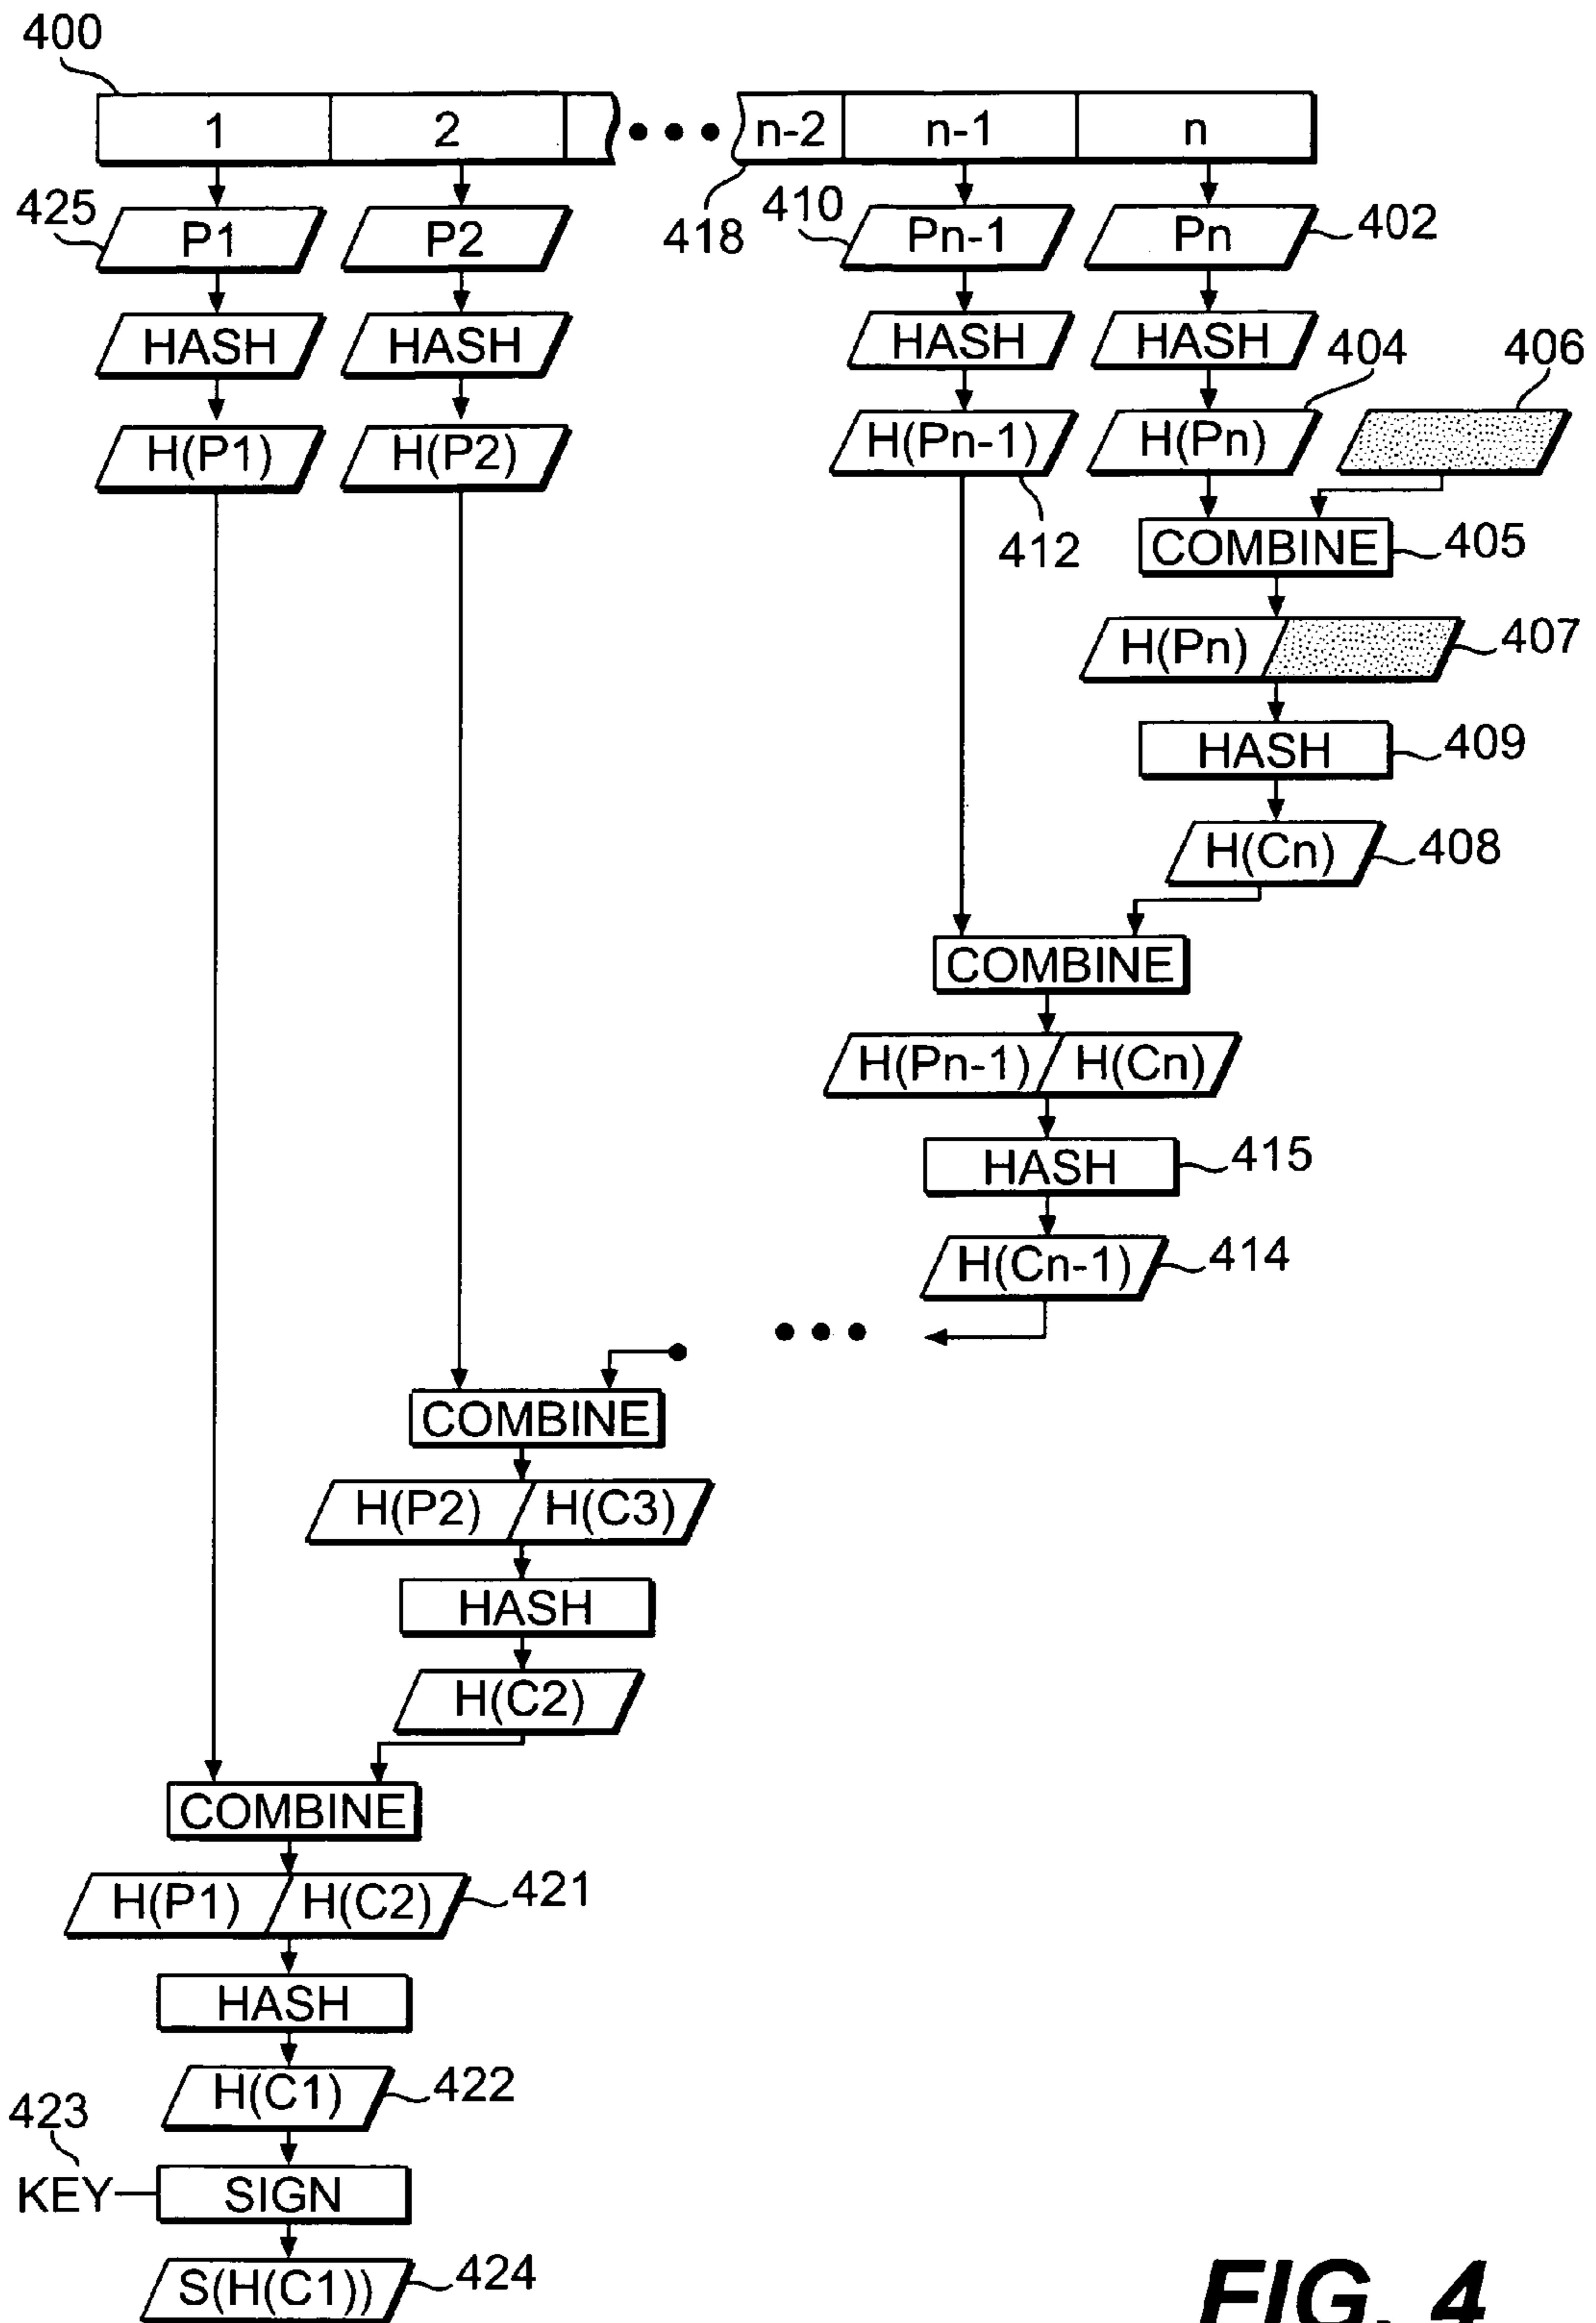 400
1 2 n-2 n-1 n
425 P1 P2 418 410 Pn-1 Pn 402
HASH HASH HASH HASH 404 406
H(P1) H(P2) H(Pn-1) H(Pn)
412 COMBINE 405
H(Pn) 407
HASH 409
H(Cn) 408
COMBINE
H(Pn-1) H(Cn)
HASH 415
H(Cn-1) 414
COMBINE
H(P2) H(C3)
HASH
H(C2)
COMBINE
H(P1) H(C2) 421
HASH
H(C1) 422
423
KEY SIGN
S(H(C1)) 424
FIG. 4